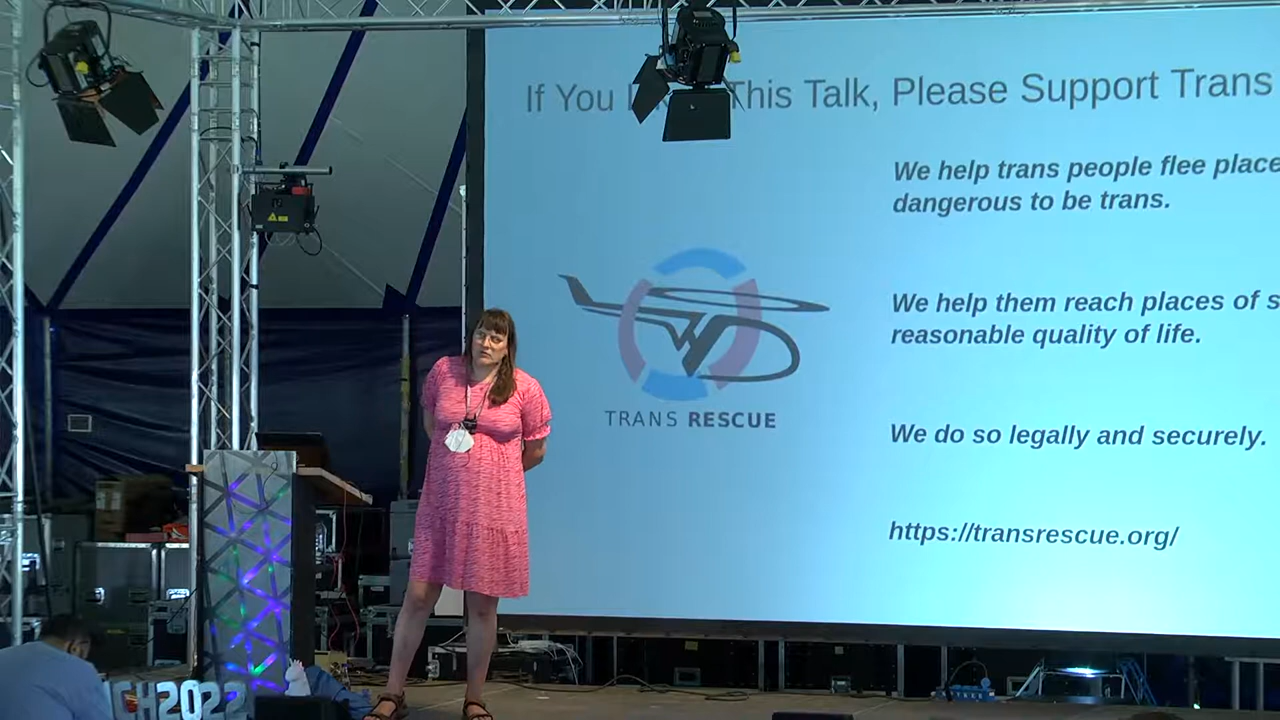 If You This Talk, Please Support Trans
We help trans people flee place
dangerous to be trans.
We help them reach places of s
reasonable quality of life.
TRANS RESCUE
We do so legally and securely.
https://transrescue.org/
CH2022